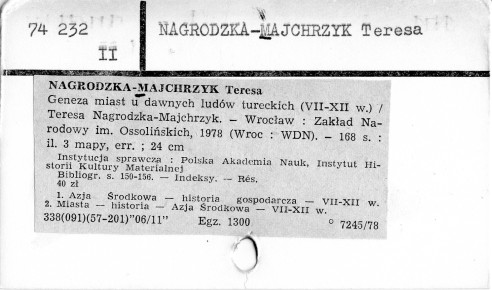 74 232
II
NAGRODZKA-MAJCHRZYK Teresa
NAGRODZKA-MAJCHRZYK Teresa
Geneza miast u dawnych ludów tureckich (VII-XII w.) /
Teresa Nagrodzka-Majchrzyk. — Wrocław : Zakład Na-
rodowy im. Ossolińskich, 1978 (Wroc : WDN). — 168 s. :
il. 3 mapy, err. ; 24 cm
Instytucja sprawcza : Polska Akademia Nauk, Instytut Hi-
storii Kultury Materialnej
Bibliogr. s. 150-156. — Indeksy. — Rés.
40 zł
1. Azja Środkowa — historia gospodarcza — VII-XII w.
2. Miasta — historia — Azja Środkowa — VII-XII w.
338(091)(57-201)"06/11" Egz. 1300 ° 7245/78